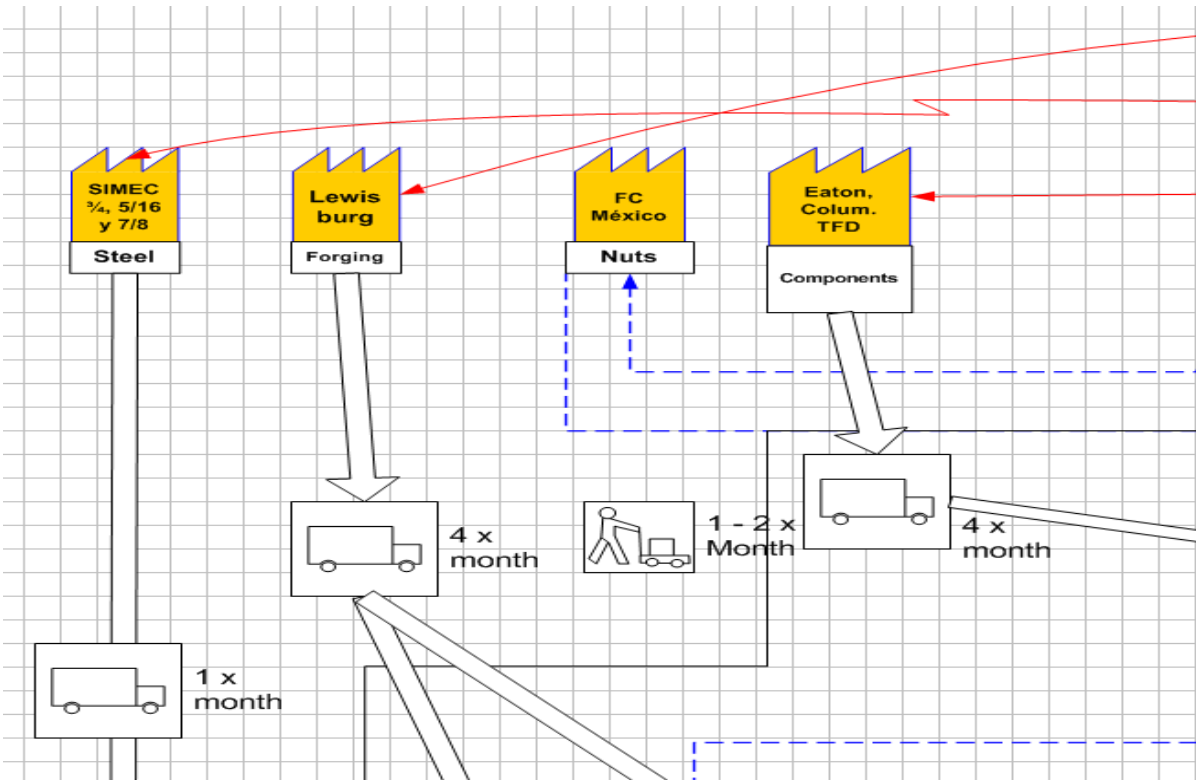 SIMEC
¾, 5/16
y 7/8
Steel
Lewis
burg
Forging
FC
México
Nuts
Eaton,
Colum.
TFD
Components
4 x
month
1 - 2 x
Month
4 x
month
1 x
month